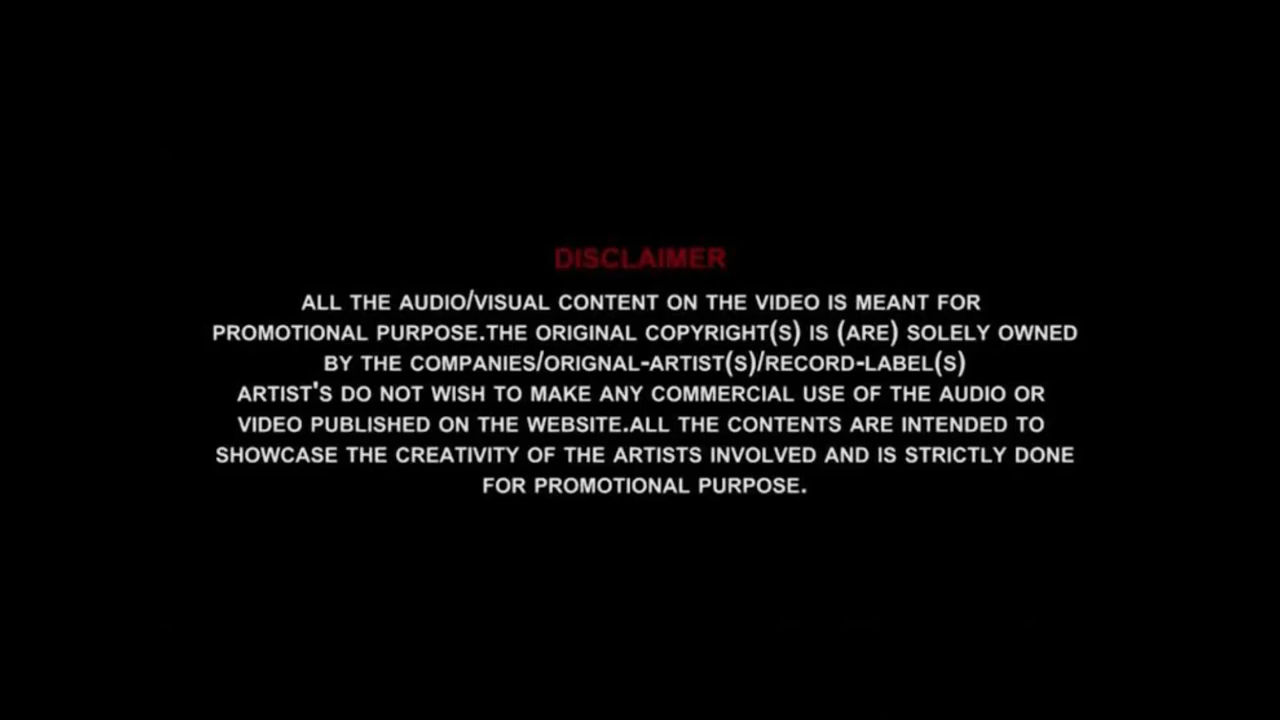 DISCLAIMER
ALL THE AUDIO/VISUAL CONTENT ON THE VIDEO IS MEANT FOR
PROMOTIONAL PURPOSE.THE ORIGINAL COPYRIGHT(S) IS (ARE) SOLELY OWNED
BY THE COMPANIES/ORIGNAL-ARTIST(S)/RECORD-LABEL(S)
ARTIST'S DO NOT WISH TO MAKE ANY COMMERCIAL USE OF THE AUDIO OR
VIDEO PUBLISHED ON THE WEBSITE.ALL THE CONTENTS ARE INTENDED TO
SHOWCASE THE CREATIVITY OF THE ARTISTS INVOLVED AND IS STRICTLY DONE
FOR PROMOTIONAL PURPOSE.